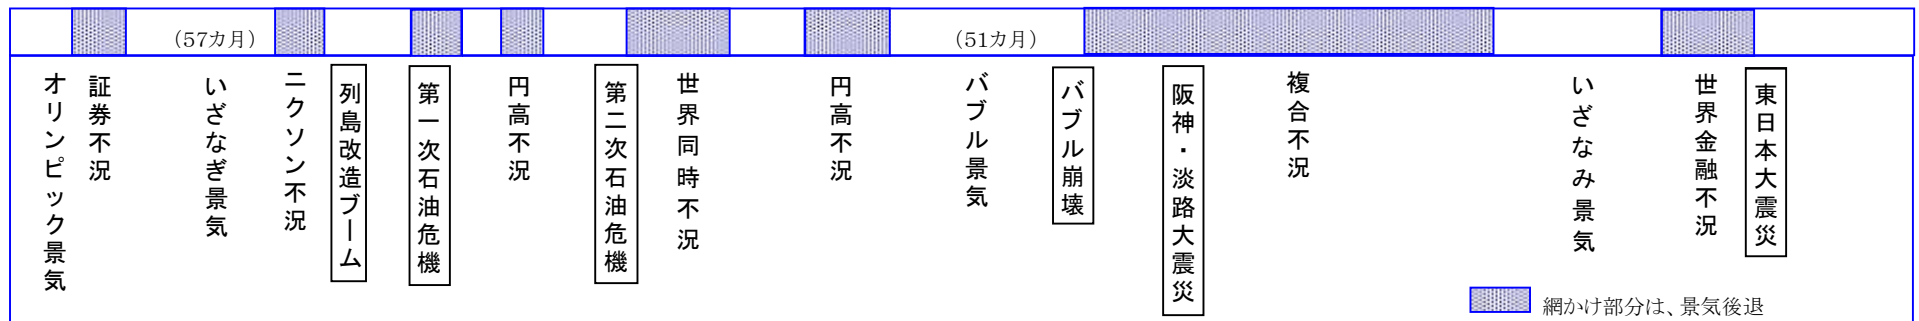 (57カ月)
(51カ月)
オリンピック景気
証券不況
いざなぎ景気
ニクソン不況
列島改造ブーム
第一次石油危機
円高不況
第二次石油危機
世界同時不況
円高不況
バブル景気
バブル崩壊
阪神・淡路大震災
複合不況
いざなみ景気
世界金融不況
東日本大震災
網かけ部分は、景気後退